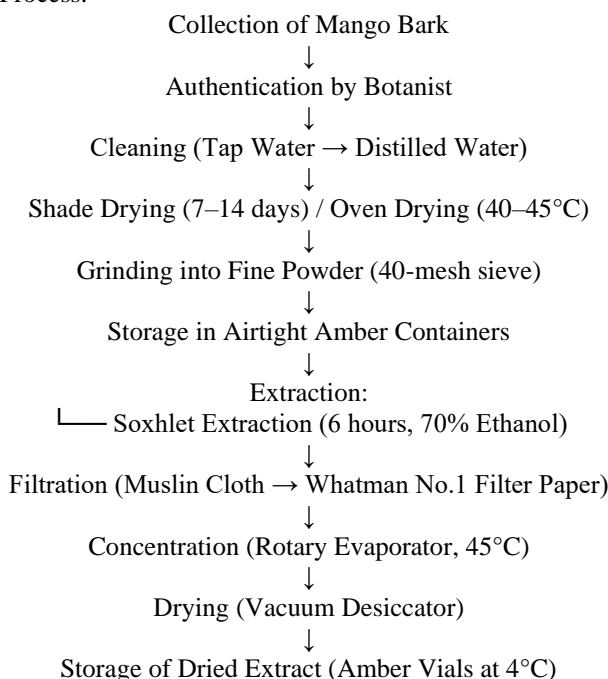 Process:
Collection of Mango Bark
↓
Authentication by Botanist
↓
Cleaning (Tap Water → Distilled Water)
↓
Shade Drying (7–14 days) / Oven Drying (40–45°C)
↓
Grinding into Fine Powder (40-mesh sieve)
↓
Storage in Airtight Amber Containers
↓
Extraction:
└── Soxhlet Extraction (6 hours, 70% Ethanol)
↓
Filtration (Muslin Cloth → Whatman No.1 Filter Paper)
↓
Concentration (Rotary Evaporator, 45°C)
↓
Drying (Vacuum Desiccator)
↓
Storage of Dried Extract (Amber Vials at 4°C)